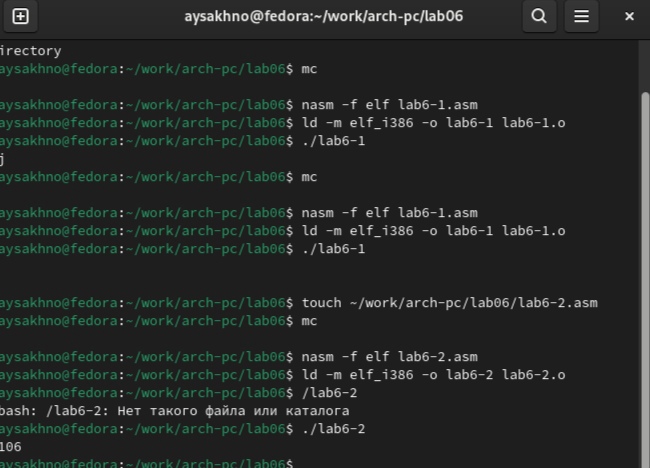 aysakhno@fedora:~/work/arch-pc/lab06
irectory
aysakhno@fedora:~/work/arch-pc/lab06$ mc
aysakhno@fedora:~/work/arch-pc/lab06$ nasm -f elf lab6-1.asm
aysakhno@fedora:~/work/arch-pc/lab06$ ld -m elf_i386 -o lab6-1 lab6-1.o
aysakhno@fedora:~/work/arch-pc/lab06$ ./lab6-1
j
aysakhno@fedora:~/work/arch-pc/lab06$ mc
aysakhno@fedora:~/work/arch-pc/lab06$ nasm -f elf lab6-1.asm
aysakhno@fedora:~/work/arch-pc/lab06$ ld -m elf_i386 -o lab6-1 lab6-1.o
aysakhno@fedora:~/work/arch-pc/lab06$ ./lab6-1
aysakhno@fedora:~/work/arch-pc/lab06$ touch ~/work/arch-pc/lab06/lab6-2.asm
aysakhno@fedora:~/work/arch-pc/lab06$ mc
aysakhno@fedora:~/work/arch-pc/lab06$ nasm -f elf lab6-2.asm
aysakhno@fedora:~/work/arch-pc/lab06$ ld -m elf_i386 -o lab6-2 lab6-2.o
aysakhno@fedora:~/work/arch-pc/lab06$ /lab6-2
bash: /lab6-2: Нет такого файла или каталога
aysakhno@fedora:~/work/arch-pc/lab06$ ./lab6-2
106
aysakhno@fedora:~/work/arch-pc/lab06$